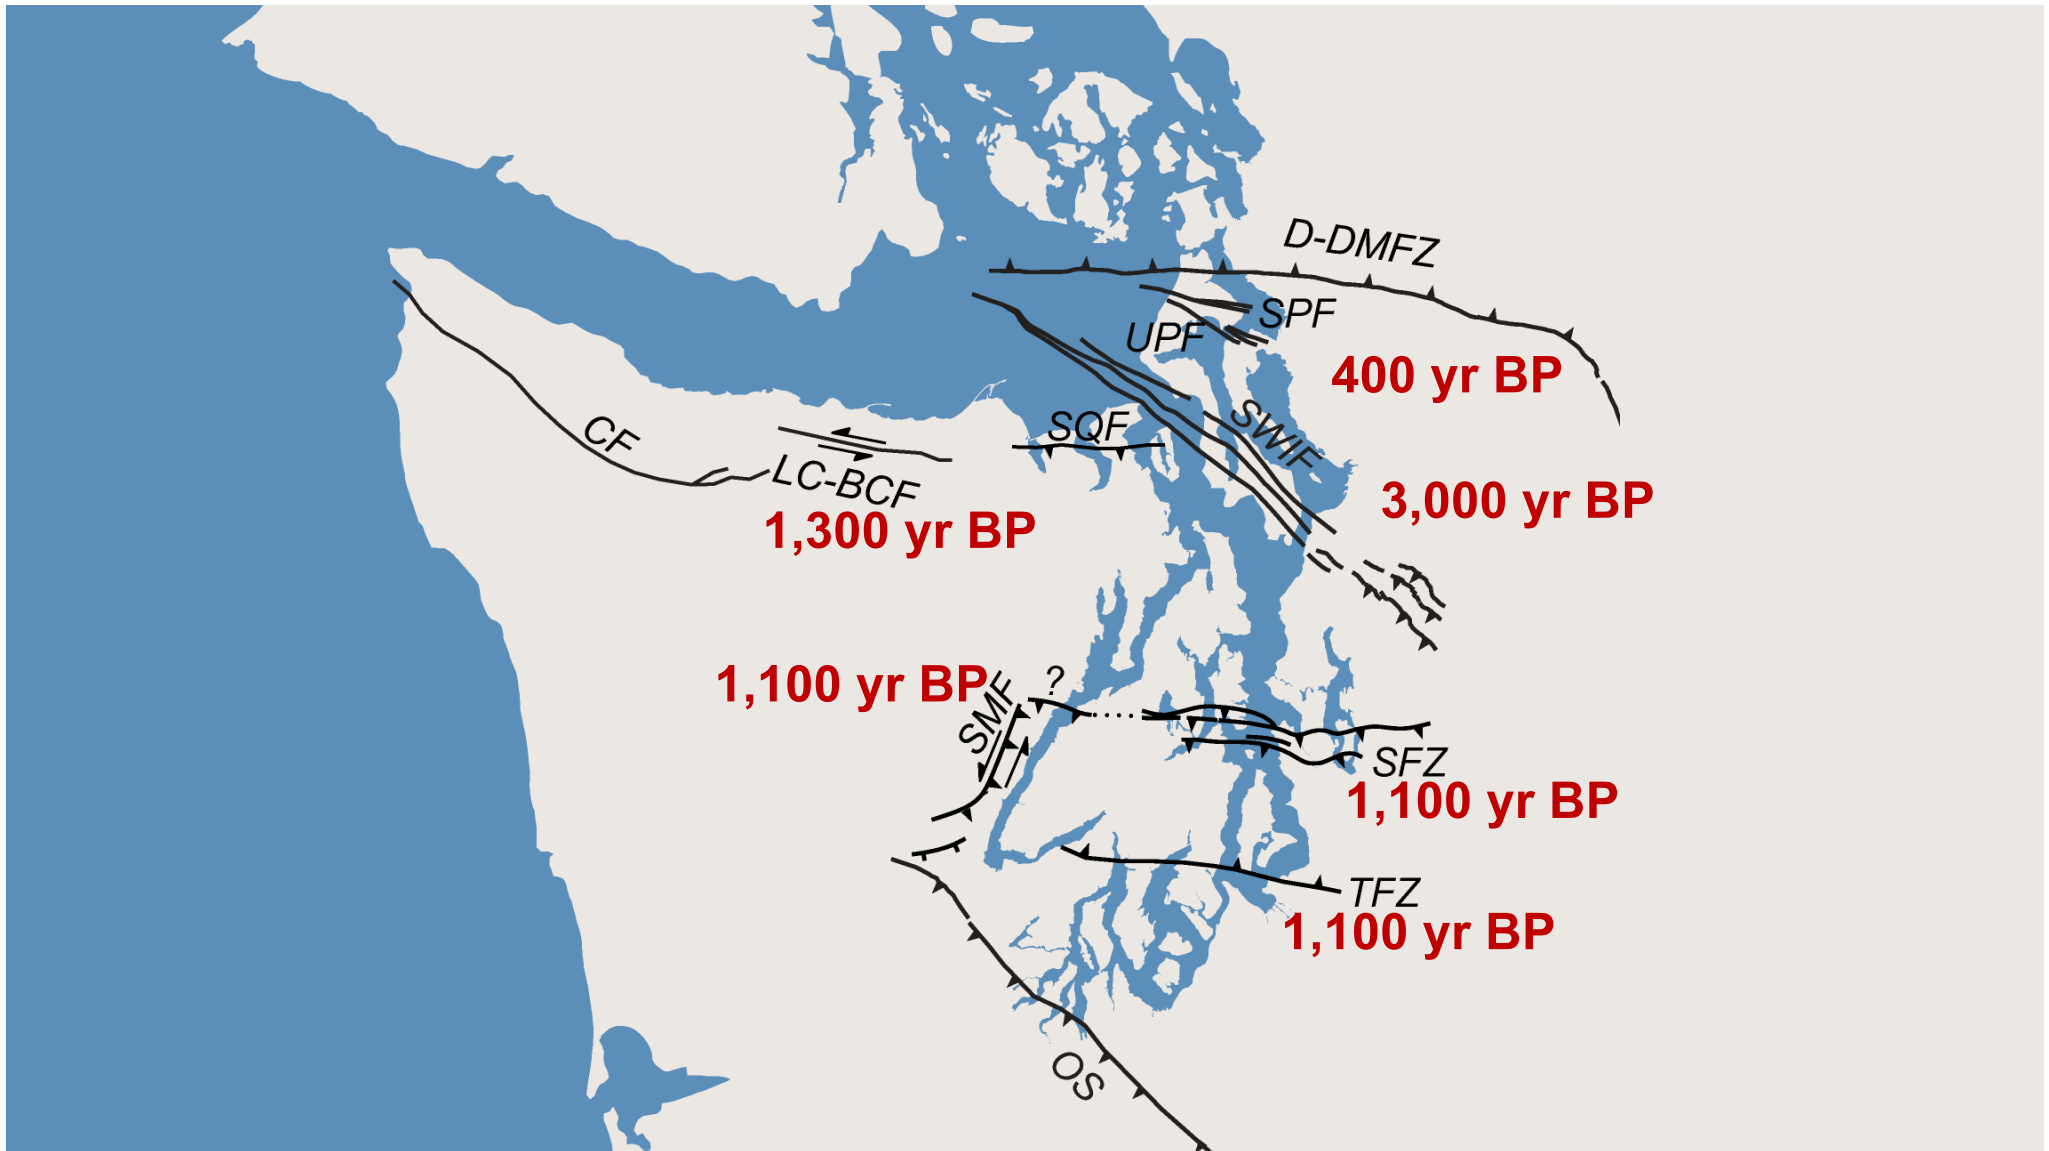 D-DMFZ
SPF
UPF
400 yr BP
SWIF
SQF
CF
LC-BCF
3,000 yr BP
1,300 yr BP
1,100 yr BP
?
SMF
SFZ
1,100 yr BP
TFZ
1,100 yr BP
OS